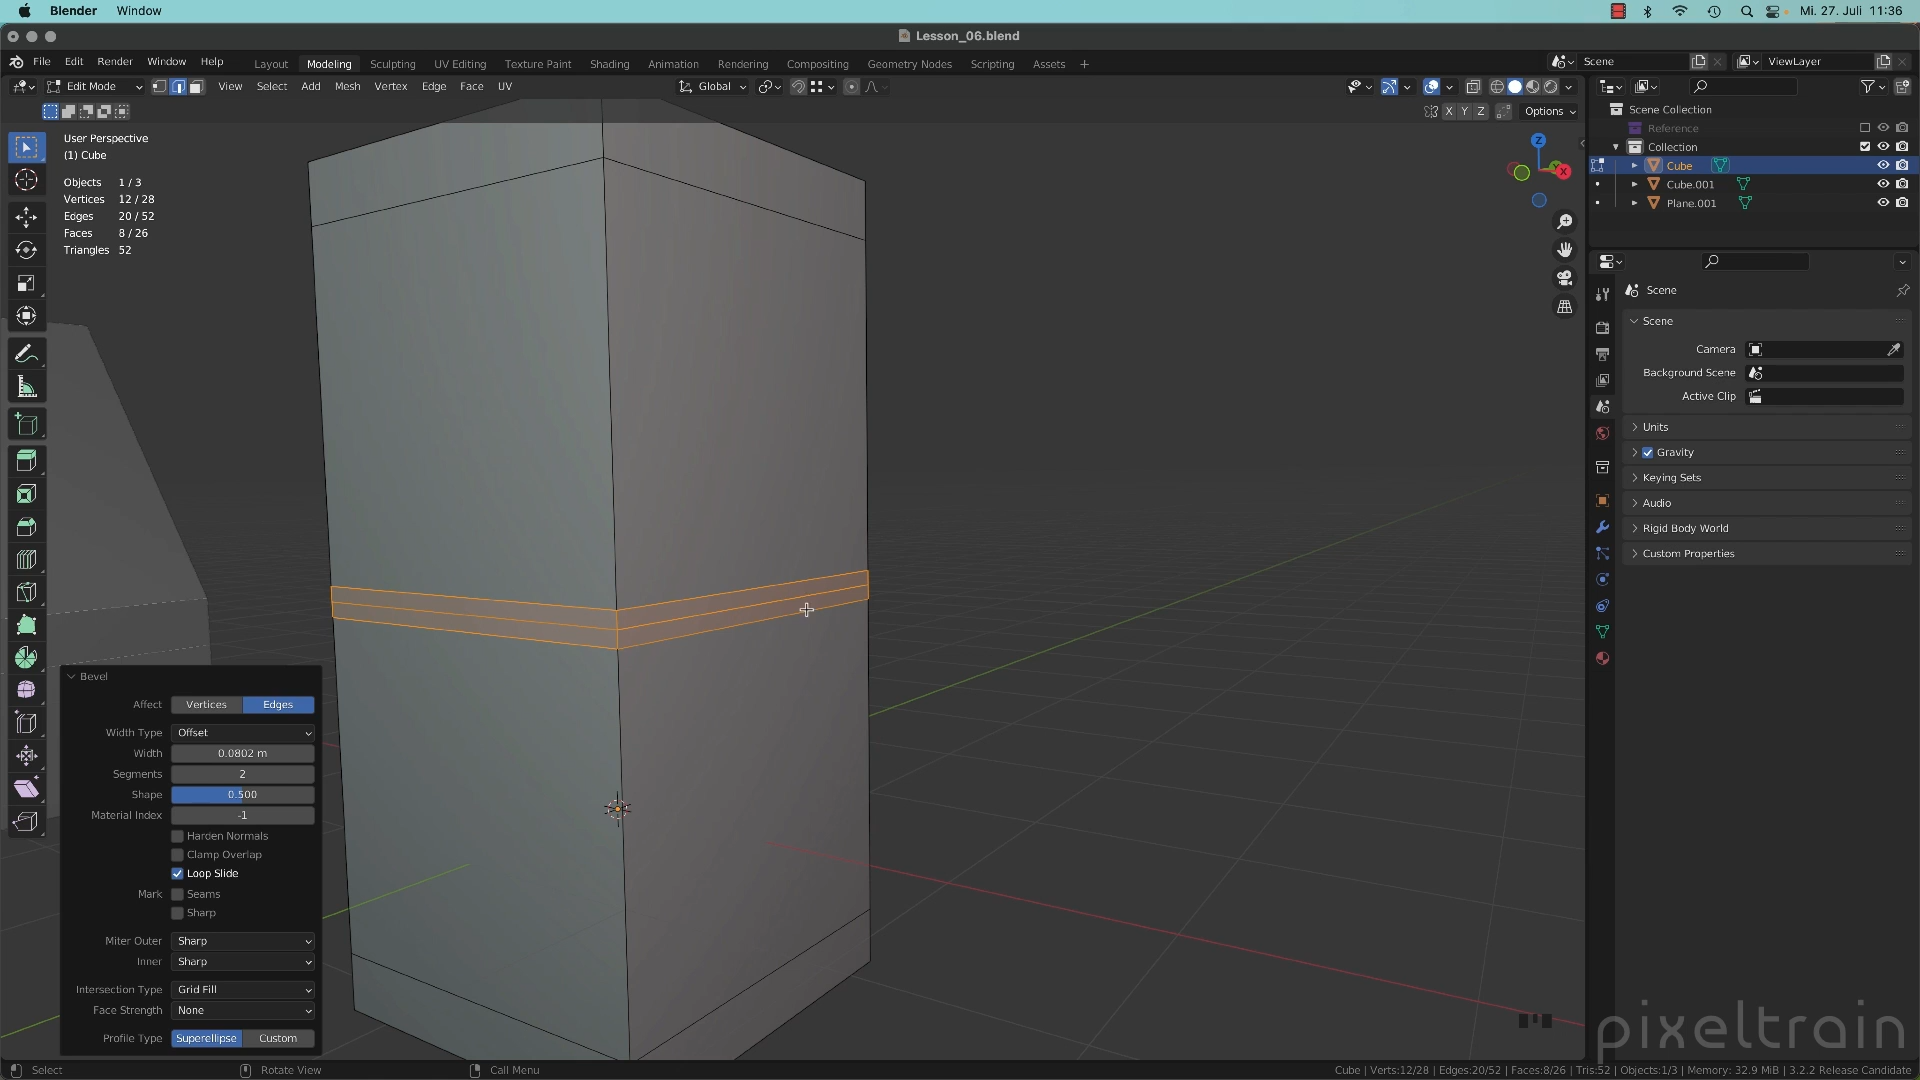 Blender Window
Mi. 27. Juli 11:36
Lesson_06.blend
File Edit Render Window Help
Layout Modeling Sculpting UV Editing Texture Paint Shading Animation Rendering Compositing Geometry Nodes Scripting Assets +
Scene
ViewLayer
Edit Mode
View Select Add Mesh Vertex Edge Face UV
Global
X Y Z
Options
User Perspective
(1) Cube
Objects 1 / 3
Vertices 12 / 28
Edges 20 / 52
Faces 8 / 26
Triangles 52
Z
X
Scene Collection
Reference
Collection
Cube
Cube.001
Plane.001
Scene
Scene
Camera
Background Scene
Active Clip
Units
Gravity
Keying Sets
Audio
Rigid Body World
Custom Properties
Bevel
Affect Vertices Edges
Width Type Offset
Width 0.0802 m
Segments 2
Shape 0.500
Material Index -1
Harden Normals
Clamp Overlap
Loop Slide
Mark Seams
Sharp
Miter Outer Sharp
Inner Sharp
Intersection Type Grid Fill
Face Strength None
Profile Type Superellipse Custom
pixeltrain
Select
Rotate View
Call Menu
Cube | Verts:12/28 | Edges:20/52 | Faces:8/26 | Tris:52 | Objects:1/3 | Memory: 32.9 MiB | 3.2.2 Release Candidate